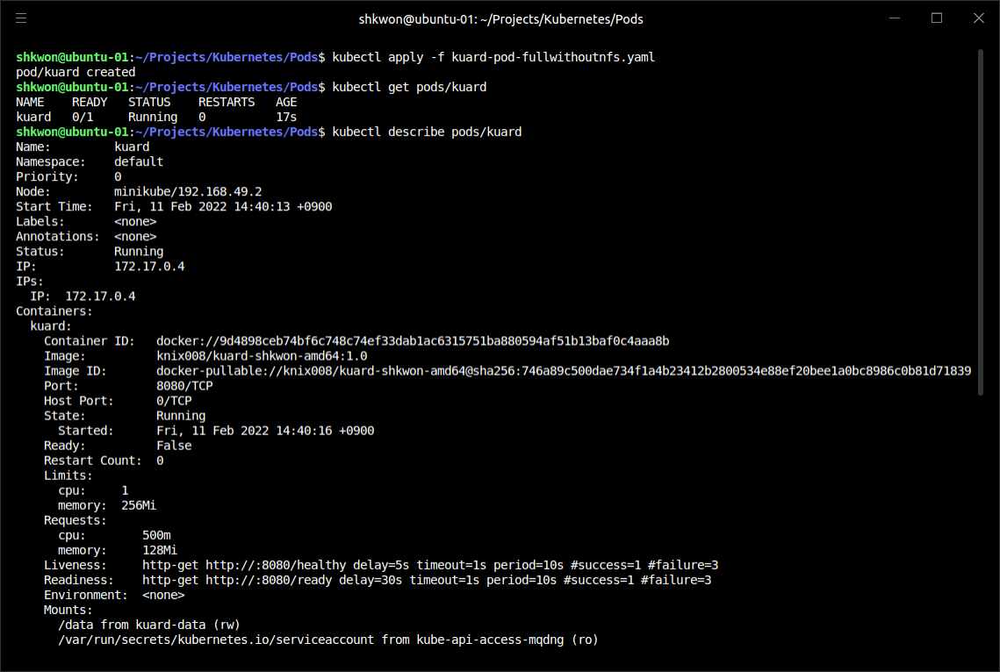 shkwon@ubuntu-01: ~/Projects/Kubernetes/Pods
shkwon@ubuntu-01:~/Projects/Kubernetes/Pods$ kubectl apply -f kuard-pod-fullwithoutnfs.yaml
pod/kuard created
shkwon@ubuntu-01:~/Projects/Kubernetes/Pods$ kubectl get pods/kuard
NAME    READY   STATUS    RESTARTS   AGE
kuard   0/1     Running   0          17s
shkwon@ubuntu-01:~/Projects/Kubernetes/Pods$ kubectl describe pods/kuard
Name:         kuard
Namespace:    default
Priority:     0
Node:         minikube/192.168.49.2
Start Time:   Fri, 11 Feb 2022 14:40:13 +0900
Labels:       <none>
Annotations:  <none>
Status:       Running
IP:           172.17.0.4
IPs:
  IP:  172.17.0.4
Containers:
  kuard:
    Container ID:   docker://9d4898ceb74bf6c748c74ef33dab1ac6315751ba880594af51b13baf0c4aaa8b
    Image:          knix008/kuard-shkwon-amd64:1.0
    Image ID:       docker-pullable://knix008/kuard-shkwon-amd64@sha256:746a89c500dae734f1a4b23412b2800534e88ef20bee1a0bc8986c0b81d71839
    Port:           8080/TCP
    Host Port:      0/TCP
    State:          Running
      Started:      Fri, 11 Feb 2022 14:40:16 +0900
    Ready:          False
    Restart Count:  0
    Limits:
      cpu:     1
      memory:  256Mi
    Requests:
      cpu:        500m
      memory:     128Mi
    Liveness:     http-get http://:8080/healthy delay=5s timeout=1s period=10s #success=1 #failure=3
    Readiness:    http-get http://:8080/ready delay=30s timeout=1s period=10s #success=1 #failure=3
    Environment:  <none>
    Mounts:
      /data from kuard-data (rw)
      /var/run/secrets/kubernetes.io/serviceaccount from kube-api-access-mqdng (ro)